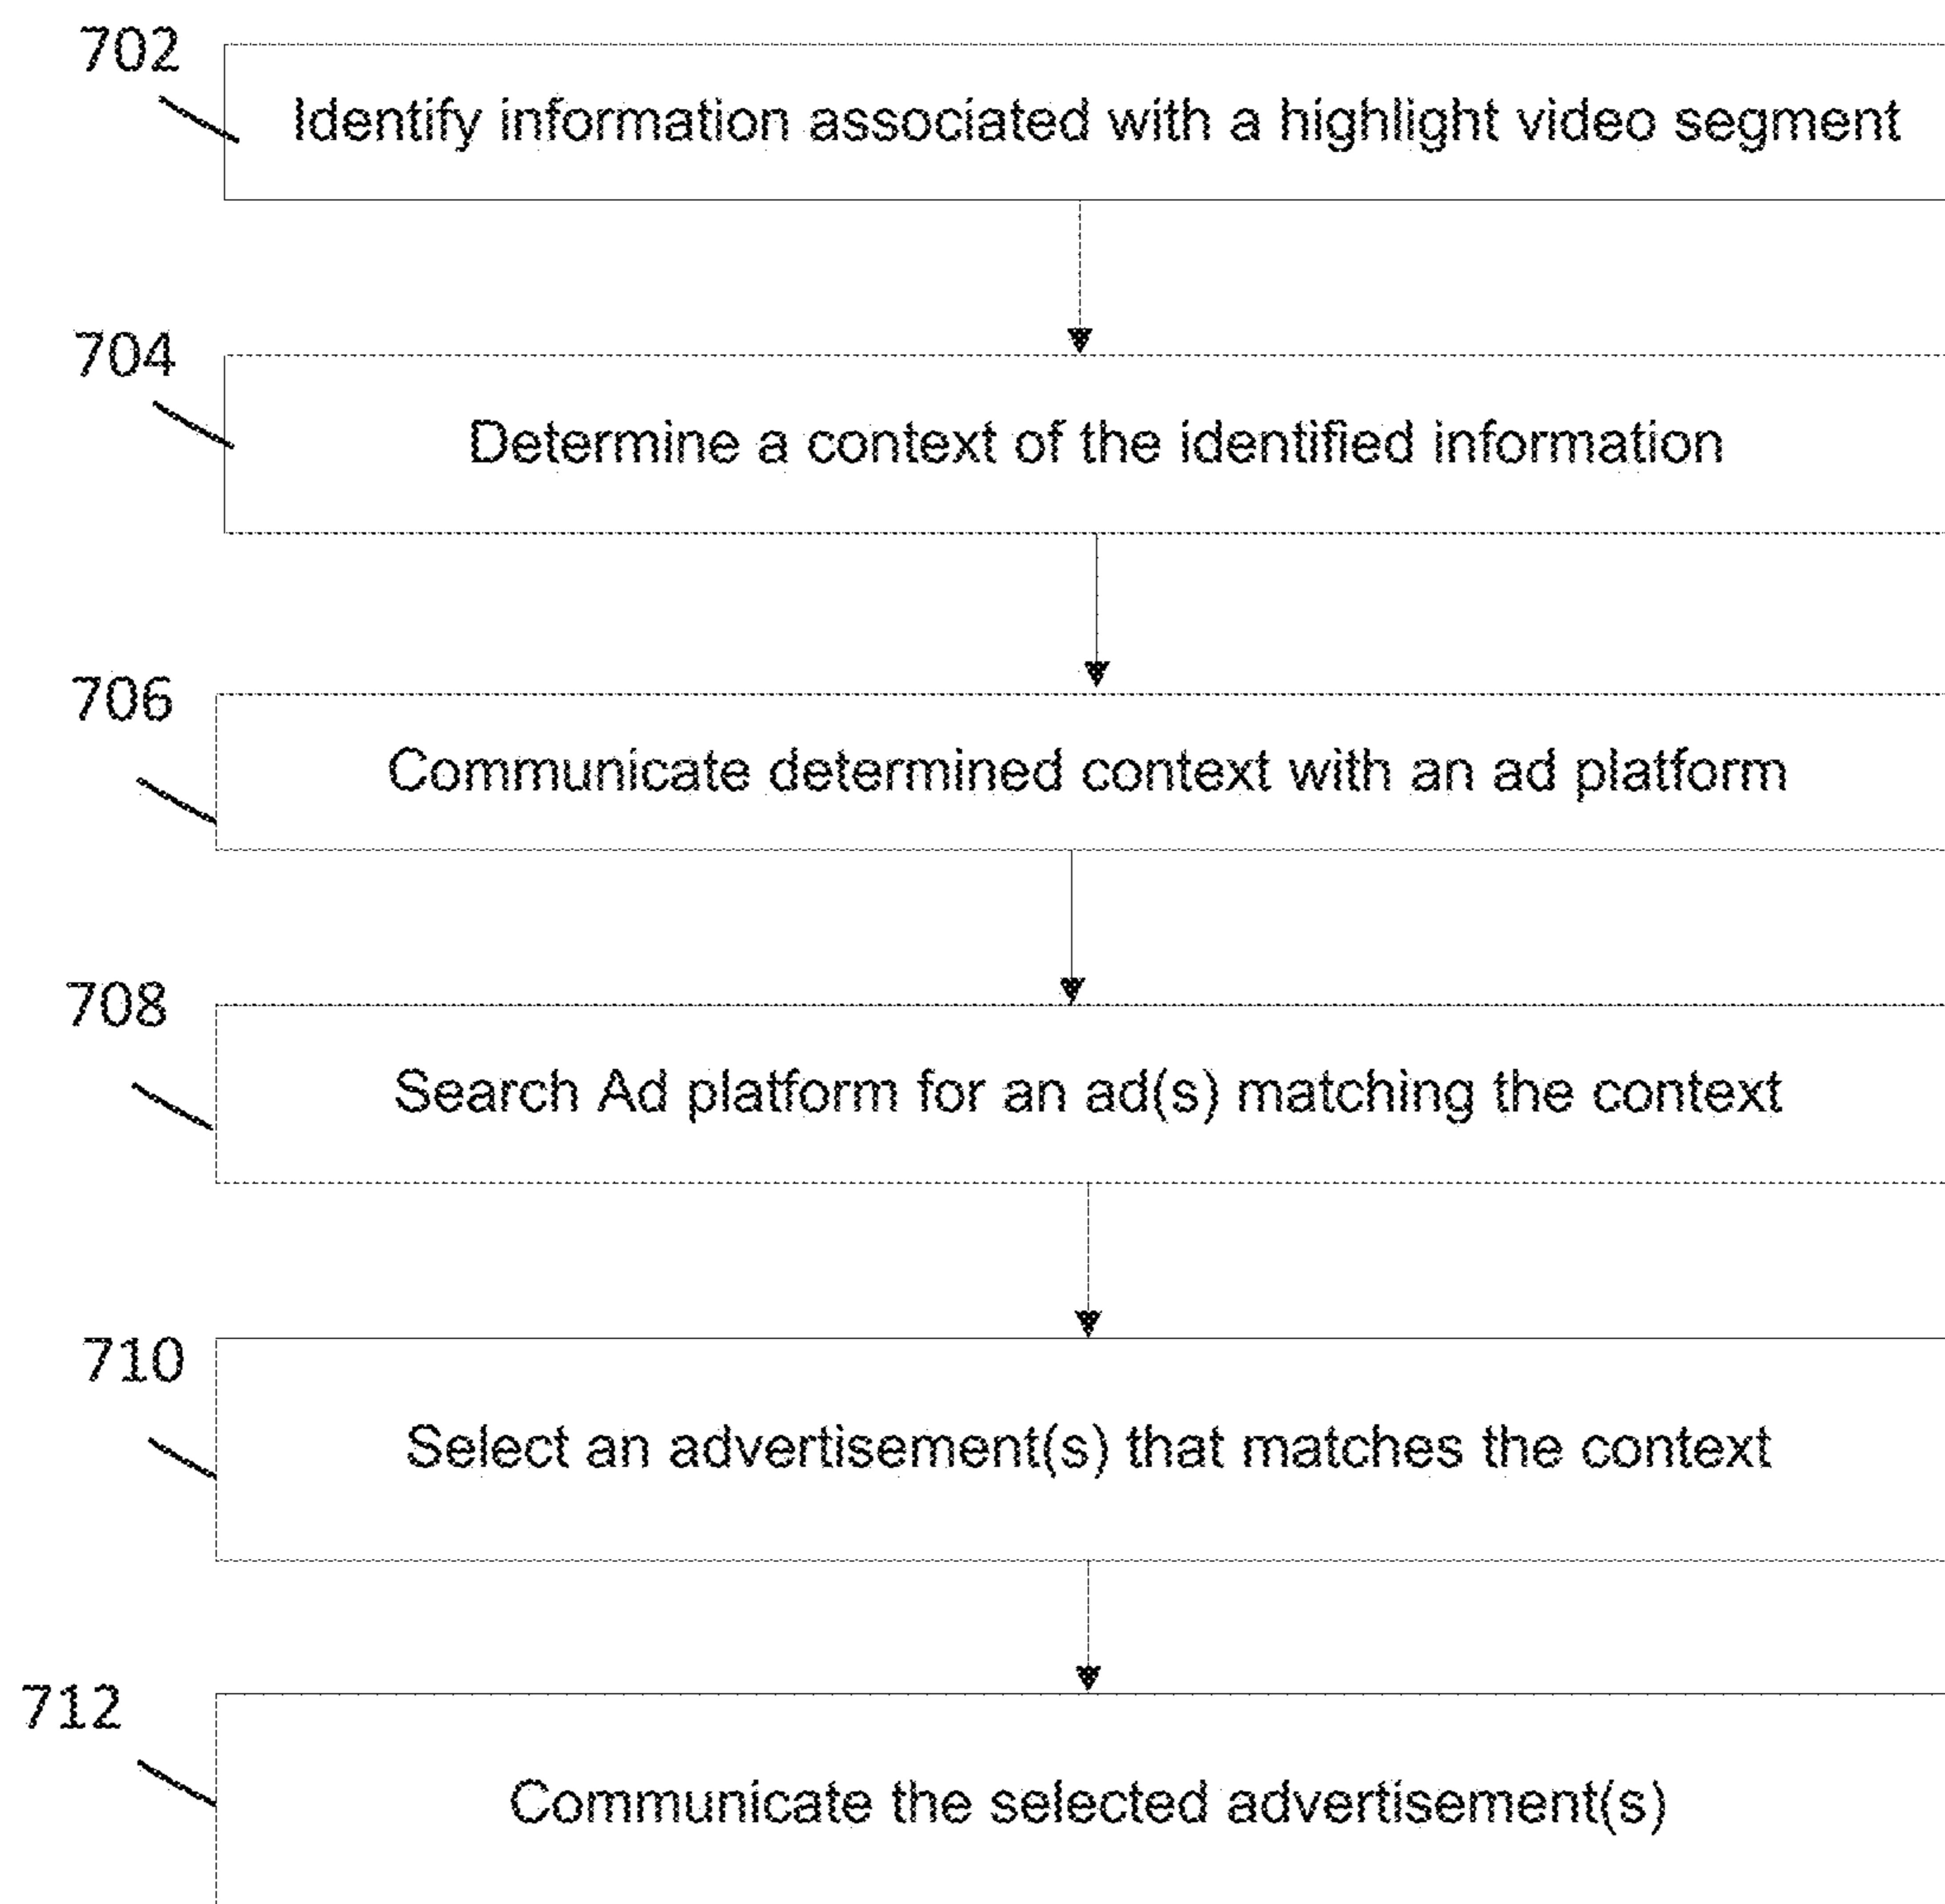 702
Identify information associated with a highlight video segment
704
Determine a context of the identified information
706
Communicate determined context with an ad platform
708
Search Ad platform for an ad(s) matching the context
710
Select an advertisement(s) that matches the context
712
Communicate the selected advertisement(s)